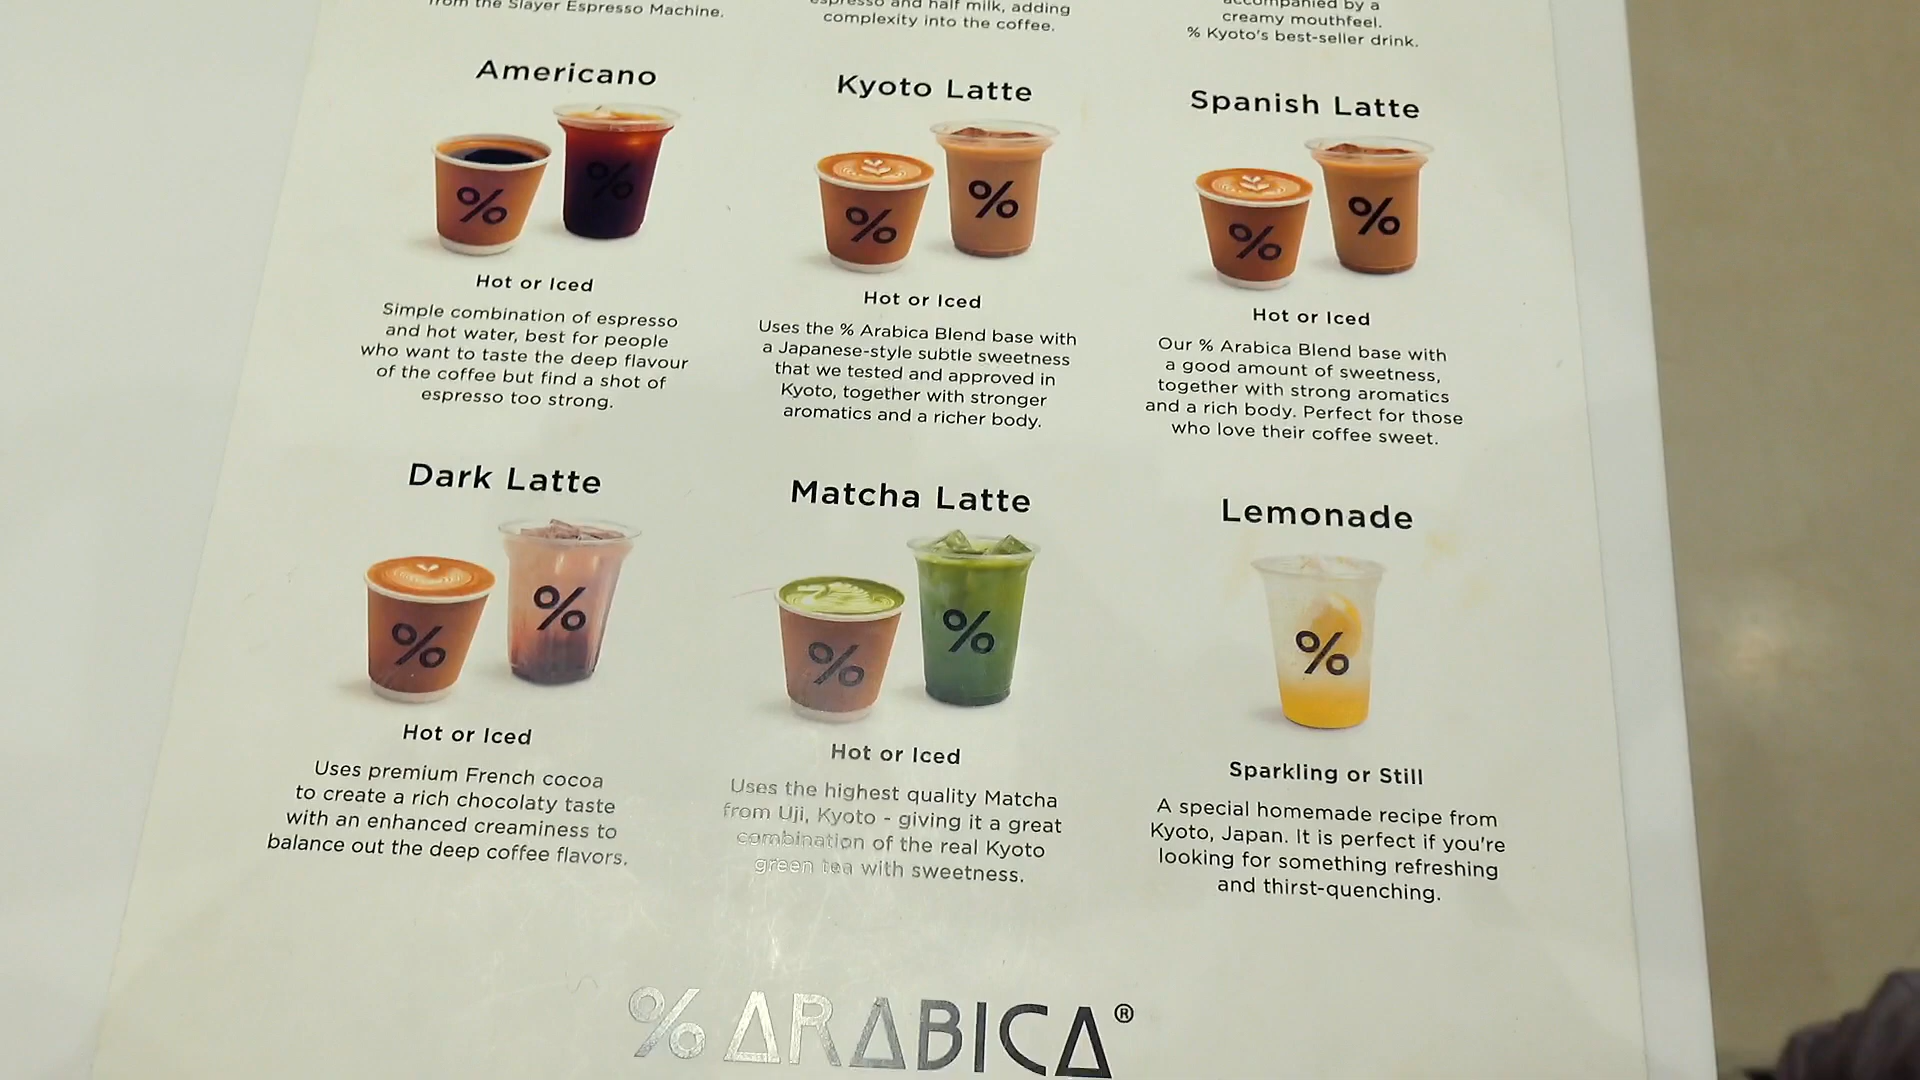 from the Slayer Espresso Machine.
espresso and half milk, adding
complexity into the coffee.
accompanied by a
creamy mouthfeel.
% Kyoto's best-seller drink.
Americano
%
%
Hot or Iced
Simple combination of espresso
and hot water, best for people
who want to taste the deep flavour
of the coffee but find a shot of
espresso too strong.
Kyoto Latte
%
%
Hot or Iced
Uses the % Arabica Blend base with
a Japanese-style subtle sweetness
that we tested and approved in
Kyoto, together with stronger
aromatics and a richer body.
Spanish Latte
%
%
Hot or Iced
Our % Arabica Blend base with
a good amount of sweetness,
together with strong aromatics
and a rich body. Perfect for those
who love their coffee sweet.
Dark Latte
%
%
Hot or Iced
Uses premium French cocoa
to create a rich chocolaty taste
with an enhanced creaminess to
balance out the deep coffee flavors.
Matcha Latte
%
%
Hot or Iced
Uses the highest quality Matcha
from Uji, Kyoto - giving it a great
combination of the real Kyoto
green tea with sweetness.
Lemonade
%
Sparkling or Still
A special homemade recipe from
Kyoto, Japan. It is perfect if you're
looking for something refreshing
and thirst-quenching.
% ARABICA®